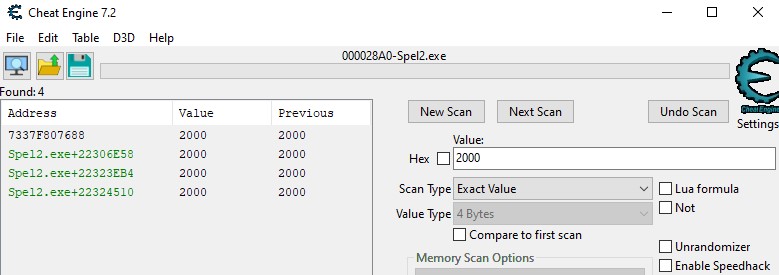 Cheat Engine 7.2
File Edit Table D3D Help
000028A0-Spel2.exe
Found: 4
Cheat Engine
Settings
Address Value Previous
7337F807688 2000 2000
Spel2.exe+22306E58 2000 2000
Spel2.exe+22323EB4 2000 2000
Spel2.exe+22324510 2000 2000
New Scan Next Scan Undo Scan
Value:
Hex 2000
Scan Type Exact Value
Lua formula
Value Type 4 Bytes
Not
Compare to first scan
Memory Scan Options
Unrandomizer
Enable Speedhack